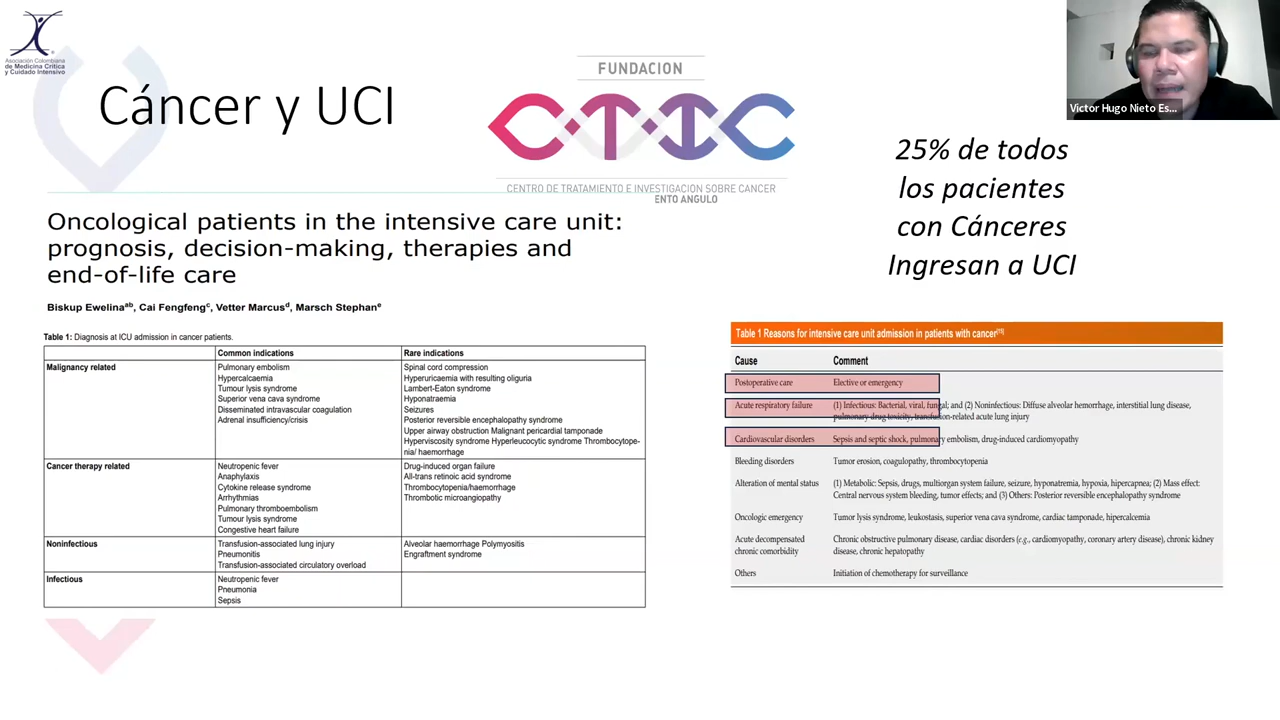 Asociación Colombiana
de Medicina Crítica
y Cuidado Intensivo
Cáncer y UCI
FUNDACION
CTIC
CENTRO DE TRATAMIENTO E INVESTIGACION SOBRE CANCER
ENTO ANGULO
Victor Hugo Nieto Es...
25% de todos
los pacientes
con Cánceres
Ingresan a UCI
Oncological patients in the intensive care unit:
prognosis, decision-making, therapies and
end-of-life care
Biskup Ewelinaab, Cai Fengfengc, Vetter Marcusd, Marsch Stephane
Table 1: Diagnosis at ICU admission in cancer patients.
Common indications Rare indications
Malignancy related Pulmonary embolism Spinal cord compression
Hypercalcaemia Hyperuricaemia with resulting oliguria
Tumour lysis syndrome Lambert-Eaton syndrome
Superior vena cava syndrome Hyponatraemia
Disseminated intravascular coagulation Seizures
Adrenal insufficiency/crisis Posterior reversible encephalopathy syndrome
Upper airway obstruction Malignant pericardial tamponade
Hyperviscosity syndrome Hyperleucocytic syndrome Thrombocytope-
nia/ haemorrhage
Cancer therapy related Neutropenic fever Drug-induced organ failure
Anaphylaxis All-trans retinoic acid syndrome
Cytokine release syndrome Thrombocytopenia/haemorrhage
Arrhythmias Thrombotic microangiopathy
Pulmonary thromboembolism
Tumour lysis syndrome
Congestive heart failure
Noninfectious Transfusion-associated lung injury Alveolar haemorrhage Polymyositis
Pneumonitis Engraftment syndrome
Transfusion-associated circulatory overload
Infectious Neutropenic fever
Pneumonia
Sepsis
Table 1 Reasons for intensive care unit admission in patients with cancer[15]
Cause Comment
Postoperative care Elective or emergency
Acute respiratory failure (1) Infectious: Bacterial, viral, fungal; and (2) Noninfectious: Diffuse alveolar hemorrhage, interstitial lung disease,
pulmonary drug toxicity, transfusion-related acute lung injury
Cardiovascular disorders Sepsis and septic shock, pulmonary embolism, drug-induced cardiomyopathy
Bleeding disorders Tumor erosion, coagulopathy, thrombocytopenia
Alteration of mental status (1) Metabolic: Sepsis, drugs, multiorgan system failure, seizure, hyponatremia, hypoxia, hipercapnea; (2) Mass effect:
Central nervous system bleeding, tumor effects; and (3) Others: Posterior reversible encephalopathy syndrome
Oncologic emergency Tumor lysis syndrome, leukostasis, superior vena cava syndrome, cardiac tamponade, hipercalcemia
Acute decompensated Chronic obstructive pulmonary disease, cardiac disorders (e.g., cardiomyopathy, coronary artery disease), chronic kidney
chronic comorbidity disease, chronic hepatopathy
Others Initiation of chemotherapy for surveillance